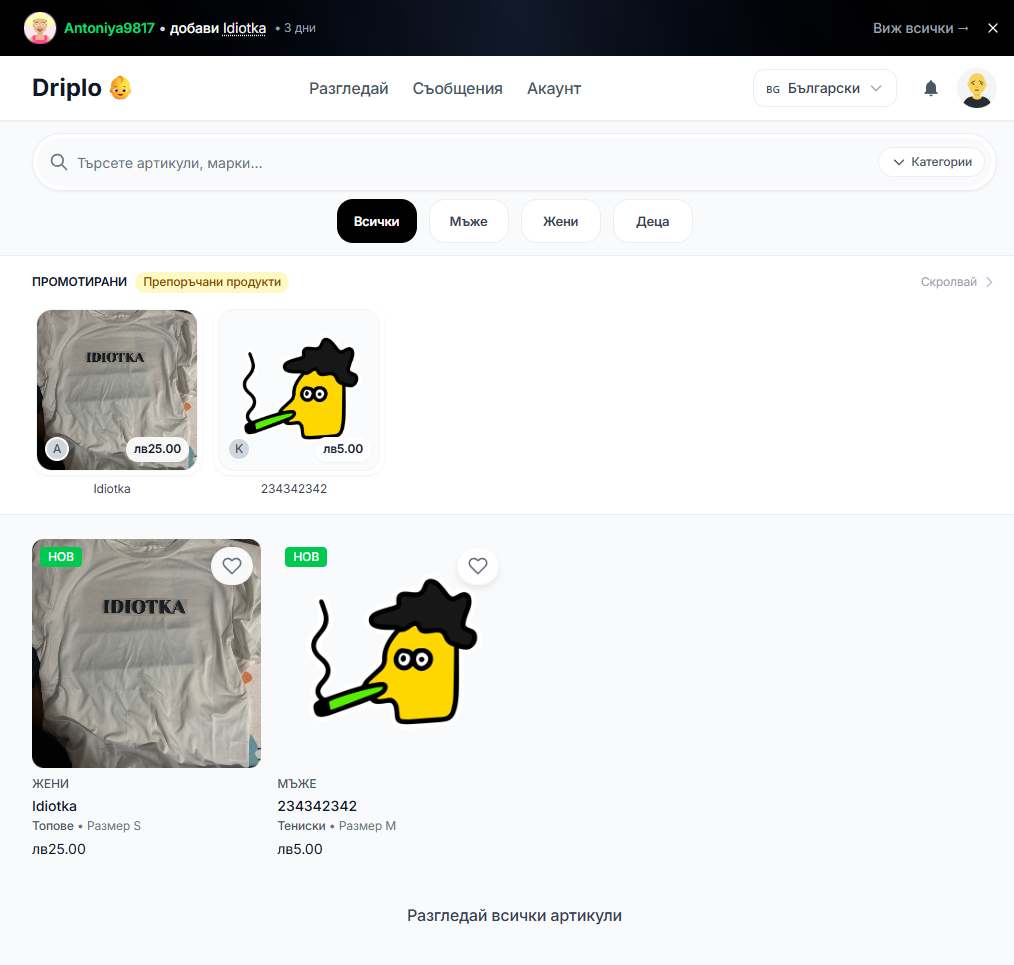 Antoniya9817 • добави Idiotka • 3 дни Виж всички →
Driplo Разгледай Съобщения Акаунт BG Български
Търсете артикули, марки... Категории
Всички Мъже Жени Деца
ПРОМОТИРАНИ Препоръчани продукти Скролвай
IDIOTKA
A лв25.00 K лв5.00
Idiotka 234342342
НОВ НОВ
IDIOTKA
ЖЕНИ МЪЖЕ
Idiotka 234342342
Топове • Размер S Тениски • Размер M
лв25.00 лв5.00
Разгледай всички артикули